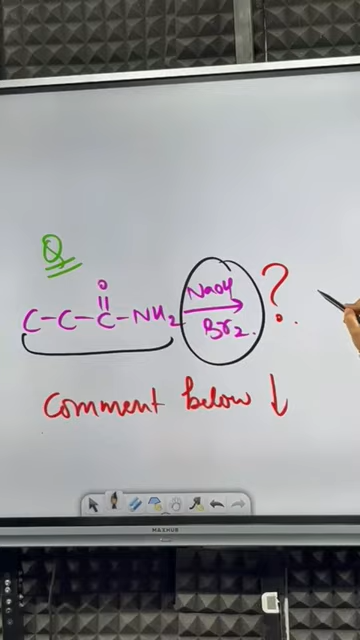 Q
O
C-C-C-NH2 NaOH ?
Br2.
Comment below ↓
MAXHUB